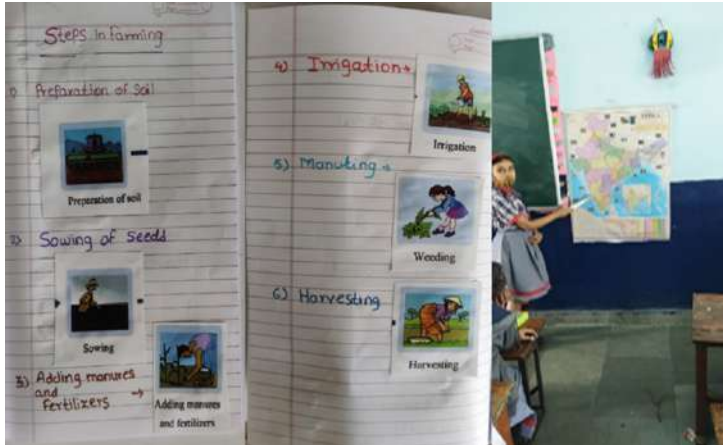 Steps in farming
1) Preparation of Soil
Preparation of soil
2) Sowing of Seeds
Sowing
3) Adding manures
and
fertilizers →
Adding manures
and fertilizers
4) Irrigation→
Irrigation
5) Manuting →
Weeding
6) Harvesting
Harvesting